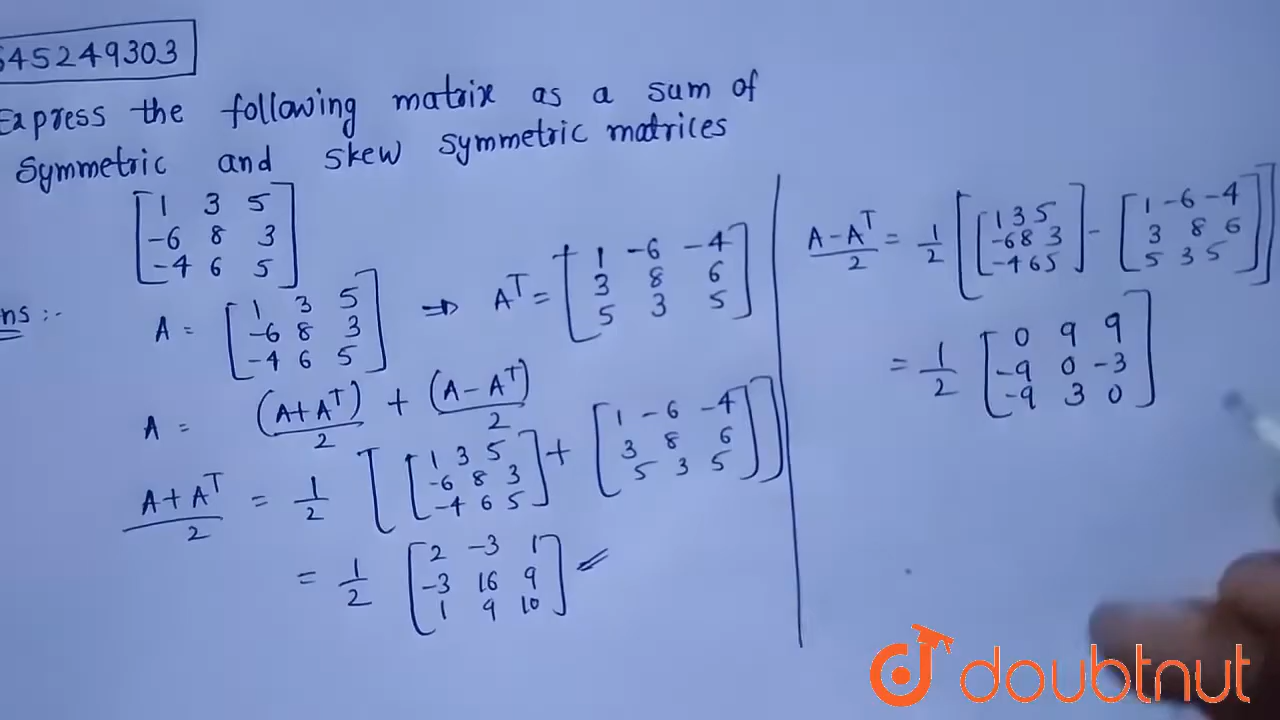 645249303
Express the following matrix as a sum of
Symmetric and skew symmetric matrices
[1 3 5
-6 8 3
-4 6 5]
Ans :-
A = [1 3 5
-6 8 3
-4 6 5] ⇒ Aᵀ = [1 -6 -4
3 8 6
5 3 5]
A = (A+Aᵀ)/2 + (A-Aᵀ)/2
A+Aᵀ/2 = 1/2 [[1 3 5
-6 8 3
-4 6 5] + [1 -6 -4
3 8 6
5 3 5]]
= 1/2 [2 -3 1
-3 16 9
1 9 10]
A-Aᵀ/2 = 1/2 [[1 3 5
-6 8 3
-4 6 5] - [1 -6 -4
3 8 6
5 3 5]]
= 1/2 [0 9 9
-9 0 -3
-9 3 0]
doubtnut